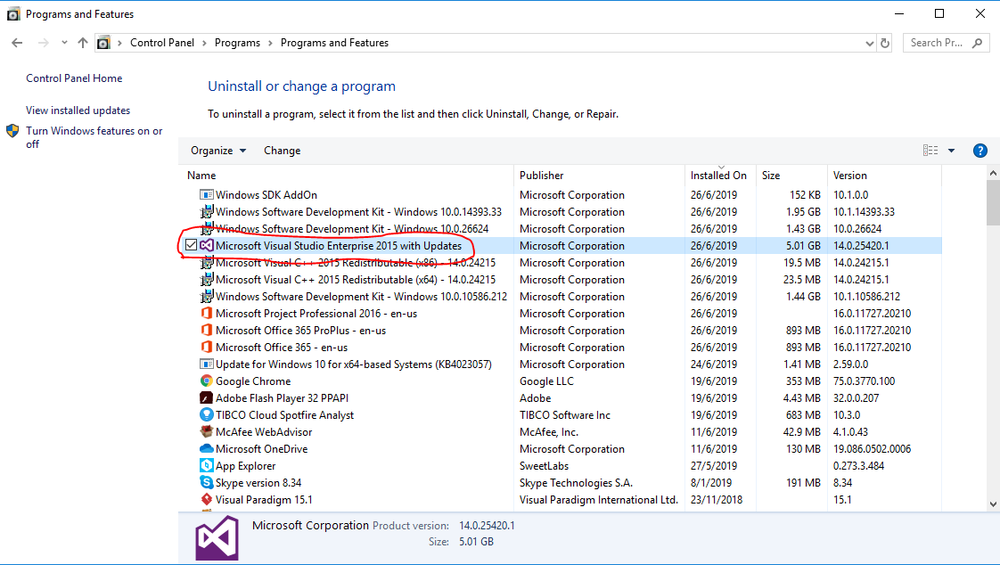 Programs and Features
Control Panel > Programs > Programs and Features
Search Pr...
Control Panel Home
View installed updates
Turn Windows features on or
off
Uninstall or change a program
To uninstall a program, select it from the list and then click Uninstall, Change, or Repair.
Organize Change
Name Publisher Installed On Size Version
Windows SDK AddOn Microsoft Corporation 26/6/2019 152 KB 10.1.0.0
Windows Software Development Kit - Windows 10.0.14393.33 Microsoft Corporation 26/6/2019 1.95 GB 10.1.14393.33
Windows Software Development Kit - Windows 10.0.26624 Microsoft Corporation 26/6/2019 1.43 GB 10.0.26624
Microsoft Visual Studio Enterprise 2015 with Updates Microsoft Corporation 26/6/2019 5.01 GB 14.0.25420.1
Microsoft Visual C++ 2015 Redistributable (x86) - 14.0.24215 Microsoft Corporation 26/6/2019 19.5 MB 14.0.24215.1
Microsoft Visual C++ 2015 Redistributable (x64) - 14.0.24215 Microsoft Corporation 26/6/2019 23.5 MB 14.0.24215.1
Windows Software Development Kit - Windows 10.0.10586.212 Microsoft Corporation 26/6/2019 1.44 GB 10.1.10586.212
Microsoft Project Professional 2016 - en-us Microsoft Corporation 26/6/2019 16.0.11727.20210
Microsoft Office 365 ProPlus - en-us Microsoft Corporation 26/6/2019 893 MB 16.0.11727.20210
Microsoft Office 365 - en-us Microsoft Corporation 26/6/2019 893 MB 16.0.11727.20210
Update for Windows 10 for x64-based Systems (KB4023057) Microsoft Corporation 24/6/2019 1.41 MB 2.59.0.0
Google Chrome Google LLC 19/6/2019 353 MB 75.0.3770.100
Adobe Flash Player 32 PPAPI Adobe 19/6/2019 4.43 MB 32.0.0.207
TIBCO Cloud Spotfire Analyst TIBCO Software Inc 19/6/2019 683 MB 10.3.0
McAfee WebAdvisor McAfee, Inc. 11/6/2019 42.9 MB 4.1.0.43
Microsoft OneDrive Microsoft Corporation 11/6/2019 130 MB 19.086.0502.0006
App Explorer SweetLabs 27/5/2019 0.273.3.484
Skype version 8.34 Skype Technologies S.A. 8/1/2019 191 MB 8.34
Visual Paradigm 15.1 Visual Paradigm International Ltd. 23/11/2018 15.1
Microsoft Corporation Product version: 14.0.25420.1
Size: 5.01 GB